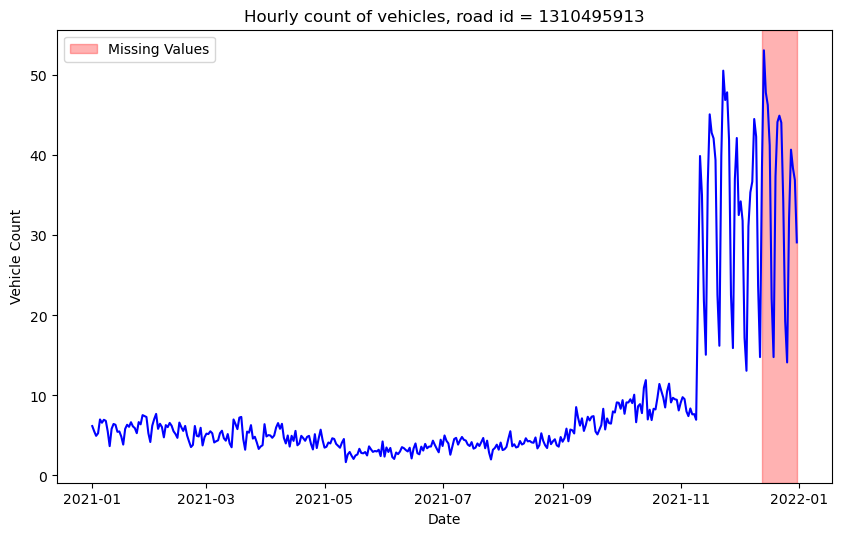 Hourly count of vehicles, road id = 1310495913
Missing Values
50
40
30
20
10
0
Vehicle Count
2021-01 2021-03 2021-05 2021-07 2021-09 2021-11 2022-01
Date